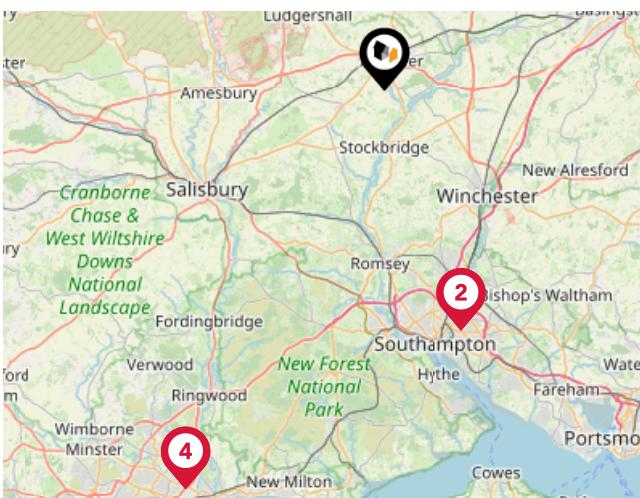 Ludgershall
Amesbury
Stockbridge
New Alresford
Salisbury
Winchester
Cranborne
Chase &
West Wiltshire
Downs
National
Landscape
Romsey
2
Bishop's Waltham
Fordingbridge
Southampton
New Forest
National
Park
Hythe
Verwood
Ringwood
Fareham
Wimborne
Minster
4
New Milton
Cowes